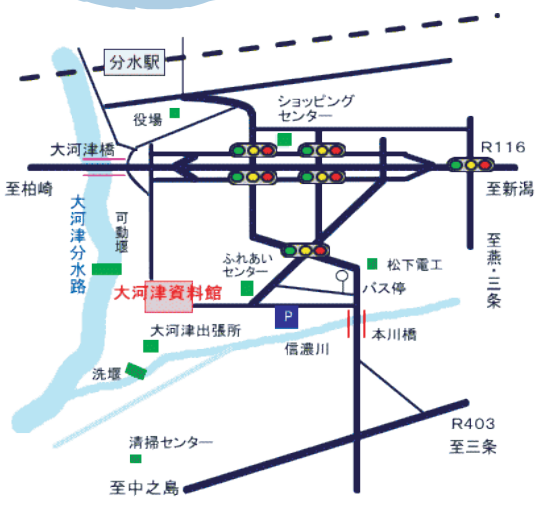 分水駅
ショッピング
センター
役場
大河津橋
R116
至柏崎
至新潟
大河津分水路
可動堰
至燕・三条
ふれあい
センター
松下電工
バス停
大河津資料館
P
大河津出張所
信濃川
本川橋
洗堰
R403
至三条
清掃センター
至中之島